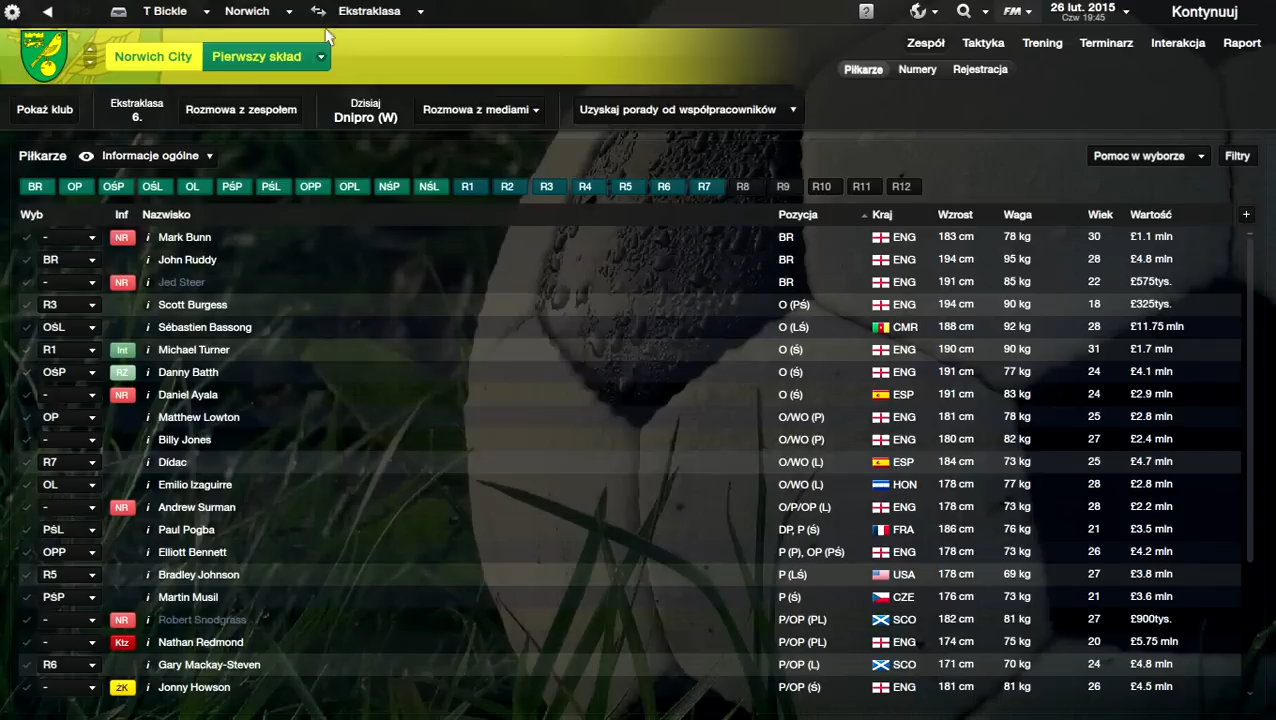 T Bickle Norwich Ekstraklasa ? FM 26 lut. 2015 Czw 19:45 Kontynuuj
Norwich City Pierwszy skład Zespół Taktyka Trening Terminarz Interakcja Raport
Piłkarze Numery Rejestracja
Pokaż klub Ekstraklasa 6. Rozmowa z zespołem Dzisiaj Dnipro (W) Rozmowa z mediami Uzyskaj porady od współpracowników
Piłkarze Informacje ogólne Pomoc w wyborze Filtry
BR OP OŚP OŚL OL PŚP PŚL OPP OPL NŚP NŚL R1 R2 R3 R4 R5 R6 R7 R8 R9 R10 R11 R12
Wyb Inf Nazwisko Pozycja Kraj Wzrost Waga Wiek Wartość +
- NR i Mark Bunn BR ENG 183 cm 78 kg 30 £1.1 mln
BR i John Ruddy BR ENG 194 cm 95 kg 28 £4.8 mln
- NR i Jed Steer BR ENG 191 cm 85 kg 22 £575tys.
R3 i Scott Burgess O (PŚ) ENG 194 cm 90 kg 18 £325tys.
OŚL i Sébastien Bassong O (LŚ) CMR 188 cm 92 kg 28 £11.75 mln
R1 Int i Michael Turner O (Ś) ENG 190 cm 90 kg 31 £1.7 mln
OŚP RZ i Danny Batth O (Ś) ENG 191 cm 77 kg 24 £4.1 mln
- NR i Daniel Ayala O (Ś) ESP 191 cm 83 kg 24 £2.9 mln
OP i Matthew Lowton O/WO (P) ENG 181 cm 78 kg 25 £2.8 mln
- i Billy Jones O/WO (P) ENG 180 cm 82 kg 27 £2.4 mln
R7 i Dídac O/WO (L) ESP 184 cm 73 kg 25 £4.7 mln
OL i Emilio Izaguirre O/WO (L) HON 178 cm 77 kg 28 £2.8 mln
- NR i Andrew Surman O/P/OP (L) ENG 178 cm 73 kg 28 £2.2 mln
PŚL i Paul Pogba DP, P (Ś) FRA 186 cm 76 kg 21 £3.5 mln
OPP i Elliott Bennett P (P), OP (PŚ) ENG 178 cm 73 kg 26 £4.2 mln
R5 i Bradley Johnson P (LŚ) USA 178 cm 69 kg 27 £3.8 mln
PŚP i Martin Musil P (Ś) CZE 176 cm 73 kg 21 £3.6 mln
- NR i Robert Snodgrass P/OP (PL) SCO 182 cm 81 kg 27 £900tys.
- Ktz i Nathan Redmond P/OP (PL) ENG 174 cm 75 kg 20 £5.75 mln
R6 i Gary Mackay-Steven P/OP (L) SCO 171 cm 70 kg 24 £4.8 mln
- ŻK i Jonny Howson P/OP (Ś) ENG 181 cm 81 kg 26 £4.5 mln